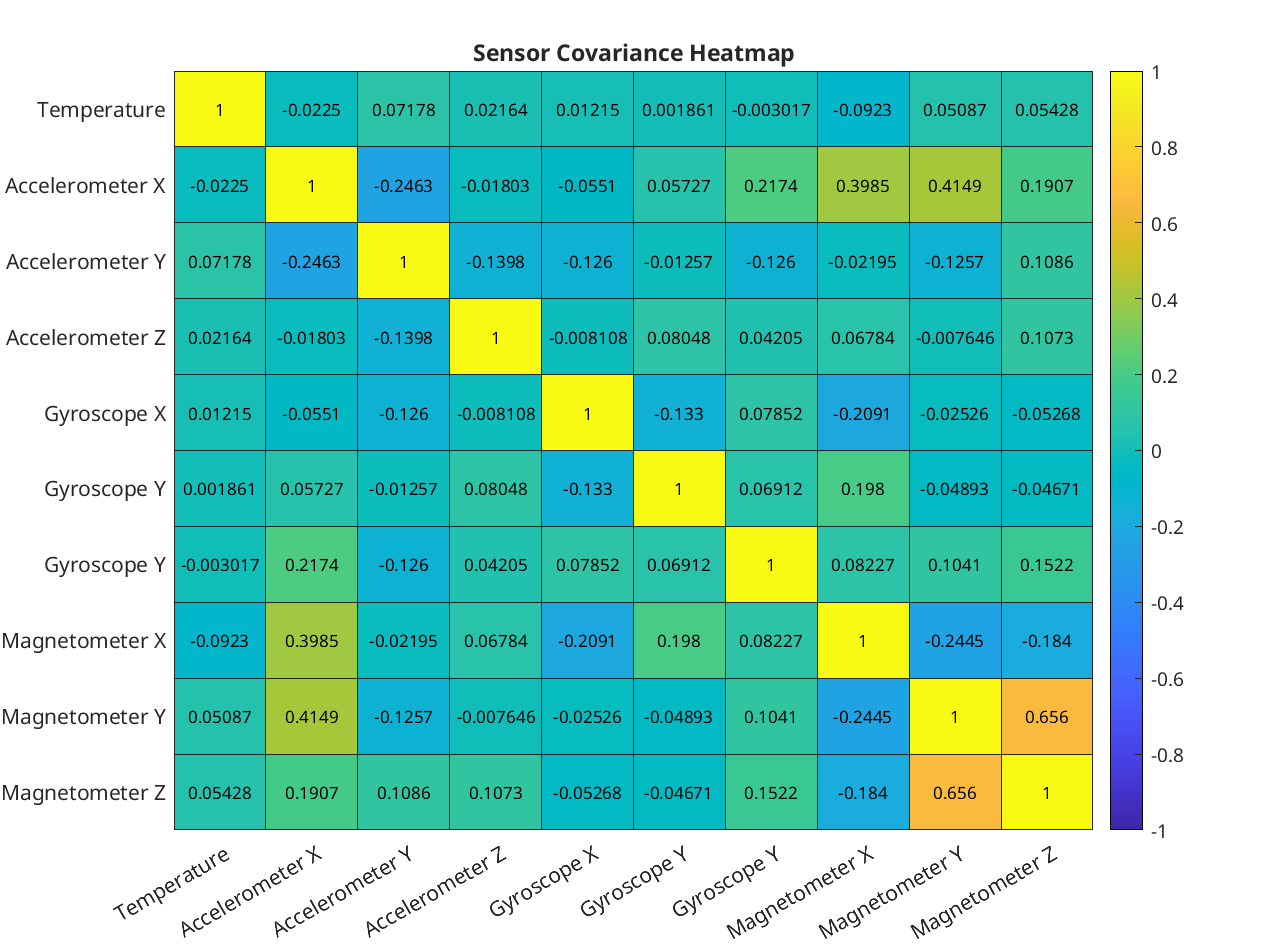 Sensor Covariance Heatmap
Temperature 1 -0.0225 0.07178 0.02164 0.01215 0.001861 -0.003017 -0.0923 0.05087 0.05428
Accelerometer X -0.0225 1 -0.2463 -0.01803 -0.0551 0.05727 0.2174 0.3985 0.4149 0.1907
Accelerometer Y 0.07178 -0.2463 1 -0.1398 -0.126 -0.01257 -0.126 -0.02195 -0.1257 0.1086
Accelerometer Z 0.02164 -0.01803 -0.1398 1 -0.008108 0.08048 0.04205 0.06784 -0.007646 0.1073
Gyroscope X 0.01215 -0.0551 -0.126 -0.008108 1 -0.133 0.07852 -0.2091 -0.02526 -0.05268
Gyroscope Y 0.001861 0.05727 -0.01257 0.08048 -0.133 1 0.06912 0.198 -0.04893 -0.04671
Gyroscope Y -0.003017 0.2174 -0.126 0.04205 0.07852 0.06912 1 0.08227 0.1041 0.1522
Magnetometer X -0.0923 0.3985 -0.02195 0.06784 -0.2091 0.198 0.08227 1 -0.2445 -0.184
Magnetometer Y 0.05087 0.4149 -0.1257 -0.007646 -0.02526 -0.04893 0.1041 -0.2445 1 0.656
Magnetometer Z 0.05428 0.1907 0.1086 0.1073 -0.05268 -0.04671 0.1522 -0.184 0.656 1
Temperature Accelerometer X Accelerometer Y Accelerometer Z Gyroscope X Gyroscope Y Gyroscope Y Magnetometer X Magnetometer Y Magnetometer Z
1
0.8
0.6
0.4
0.2
0
-0.2
-0.4
-0.6
-0.8
-1